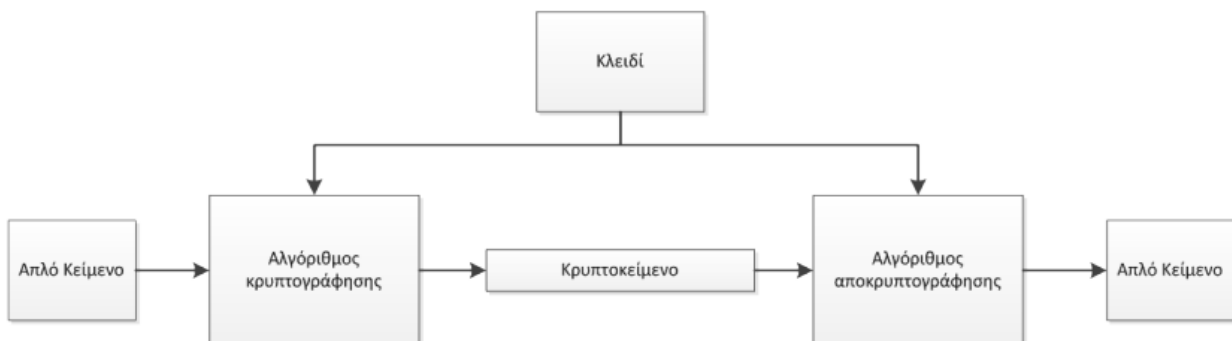 Κλειδί
Απλό Κείμενο
Αλγόριθμος
κρυπτογράφησης
Κρυπτοκείμενο
Αλγόριθμος
αποκρυπτογράφησης
Απλό Κείμενο